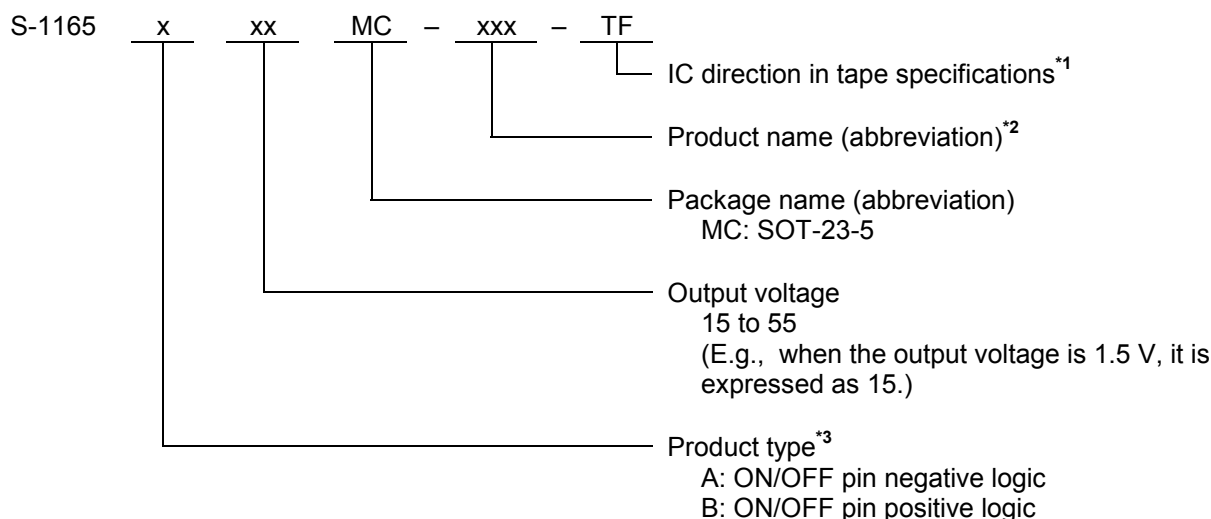 S-1165 x xx MC – xxx – TF
IC direction in tape specifications*1
Product name (abbreviation)*2
Package name (abbreviation)
MC: SOT-23-5
Output voltage
15 to 55
(E.g., when the output voltage is 1.5 V, it is
expressed as 15.)
Product type*3
A: ON/OFF pin negative logic
B: ON/OFF pin positive logic